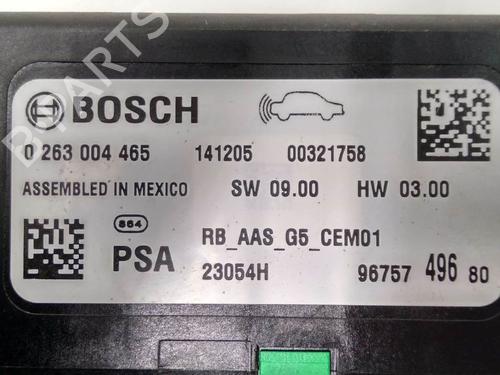 BOSCH
0 263 004 465 141205 00321758
ASSEMBLED IN MEXICO SW 09.00 HW 03.00
864
PSA RB_AAS_G5_CEM01
23054H 96757 496 80
B-PARTS